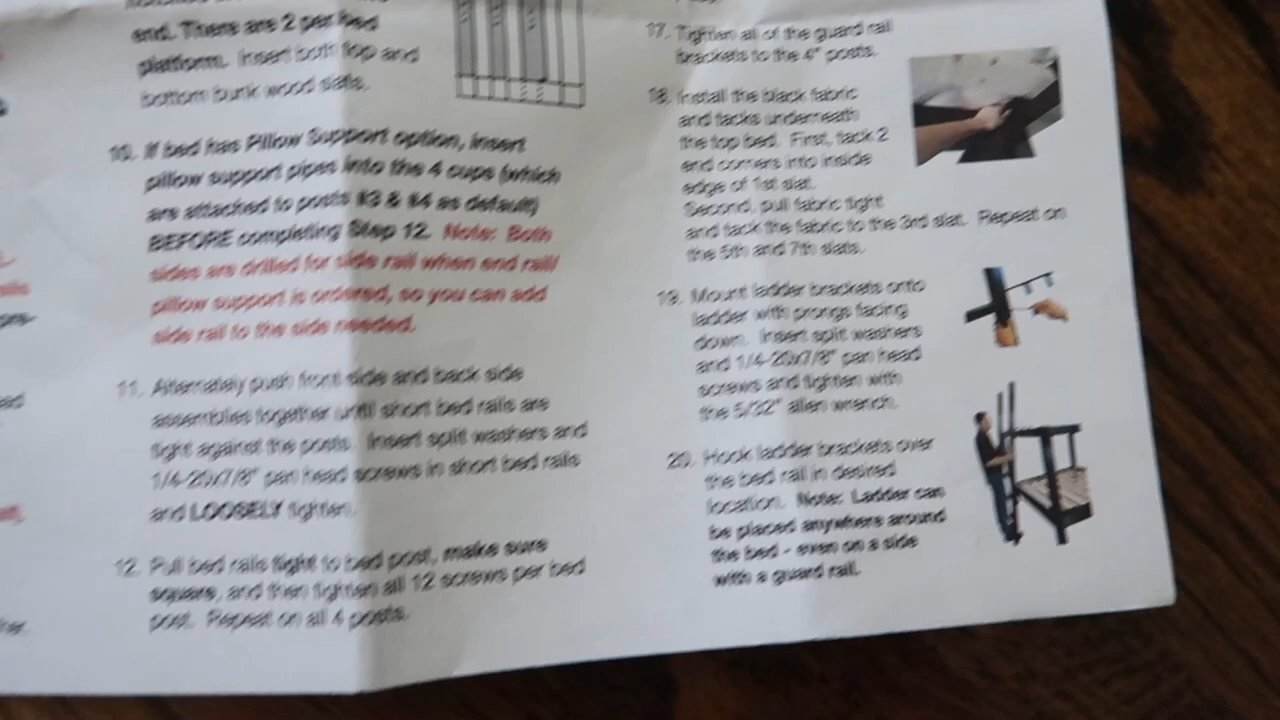 end. There are 2 per bed
platform. Insert both top and
bottom bunk wood slats.
10. If bed has Pillow Support option, insert
pillow support pipes into the 4 cups (which
are attached to posts #3 & #4 as default)
BEFORE completing Step 12. Note: Both
sides are drilled for side rail when end rail/
pillow support is ordered, so you can add
side rail to the side needed.
11. Alternately push front side and back side
assemblies together until short bed rails are
tight against the posts. Insert split washers and
1/4-20x7/8" pan head screws in short bed rails
and LOOSELY tighten.
12. Pull bed rails tight to bed post, make sure
square, and then tighten all 12 screws per bed
post. Repeat on all 4 posts.
17. Tighten all of the guard rail
brackets to the 4" posts.
18. Install the black fabric
and tacks underneath
the top bed. First, tack 2
end corners into inside
edge of 1st slat.
Second, pull fabric tight
and tack the fabric to the 3rd slat. Repeat on
the 5th and 7th slats.
19. Mount ladder brackets onto
ladder with prongs facing
down. Insert split washers
and 1/4-20x7/8" pan head
screws and tighten with
the 5/32" allen wrench.
20. Hook ladder brackets over
the bed rail in desired
location. Note: Ladder can
be placed anywhere around
the bed - even on a side
with a guard rail.